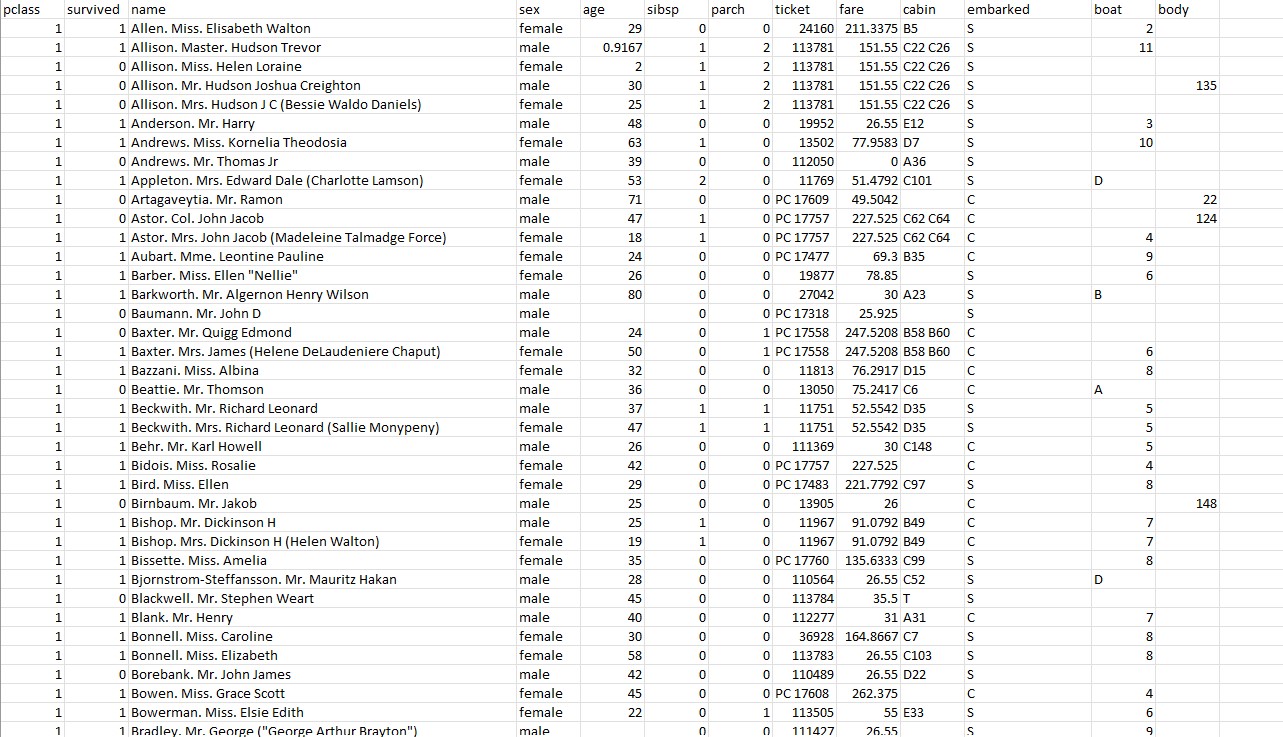 pclass survived name sex age sibsp parch ticket fare cabin embarked boat body
1 1 Allen. Miss. Elisabeth Walton female 29 0 0 24160 211.3375 B5 S 2
1 1 Allison. Master. Hudson Trevor male 0.9167 1 2 113781 151.55 C22 C26 S 11
1 0 Allison. Miss. Helen Loraine female 2 1 2 113781 151.55 C22 C26 S
1 0 Allison. Mr. Hudson Joshua Creighton male 30 1 2 113781 151.55 C22 C26 S 135
1 0 Allison. Mrs. Hudson J C (Bessie Waldo Daniels) female 25 1 2 113781 151.55 C22 C26 S
1 1 Anderson. Mr. Harry male 48 0 0 19952 26.55 E12 S 3
1 1 Andrews. Miss. Kornelia Theodosia female 63 1 0 13502 77.9583 D7 S 10
1 0 Andrews. Mr. Thomas Jr male 39 0 0 112050 0 A36 S
1 1 Appleton. Mrs. Edward Dale (Charlotte Lamson) female 53 2 0 11769 51.4792 C101 S D
1 0 Artagaveytia. Mr. Ramon male 71 0 0 PC 17609 49.5042 C 22
1 0 Astor. Col. John Jacob male 47 1 0 PC 17757 227.525 C62 C64 C 124
1 1 Astor. Mrs. John Jacob (Madeleine Talmadge Force) female 18 1 0 PC 17757 227.525 C62 C64 C 4
1 1 Aubart. Mme. Leontine Pauline female 24 0 0 PC 17477 69.3 B35 C 9
1 1 Barber. Miss. Ellen "Nellie" female 26 0 0 19877 78.85 S 6
1 1 Barkworth. Mr. Algernon Henry Wilson male 80 0 0 27042 30 A23 S B
1 0 Baumann. Mr. John D male 0 0 PC 17318 25.925 S
1 0 Baxter. Mr. Quigg Edmond male 24 0 1 PC 17558 247.5208 B58 B60 C
1 1 Baxter. Mrs. James (Helene DeLaudeniere Chaput) female 50 0 1 PC 17558 247.5208 B58 B60 C 6
1 1 Bazzani. Miss. Albina female 32 0 0 11813 76.2917 D15 C 8
1 0 Beattie. Mr. Thomson male 36 0 0 13050 75.2417 C6 C A
1 1 Beckwith. Mr. Richard Leonard male 37 1 1 11751 52.5542 D35 S 5
1 1 Beckwith. Mrs. Richard Leonard (Sallie Monypeny) female 47 1 1 11751 52.5542 D35 S 5
1 1 Behr. Mr. Karl Howell male 26 0 0 111369 30 C148 C 5
1 1 Bidois. Miss. Rosalie female 42 0 0 PC 17757 227.525 C 4
1 1 Bird. Miss. Ellen female 29 0 0 PC 17483 221.7792 C97 S 8
1 0 Birnbaum. Mr. Jakob male 25 0 0 13905 26 C 148
1 1 Bishop. Mr. Dickinson H male 25 1 0 11967 91.0792 B49 C 7
1 1 Bishop. Mrs. Dickinson H (Helen Walton) female 19 1 0 11967 91.0792 B49 C 7
1 1 Bissette. Miss. Amelia female 35 0 0 PC 17760 135.6333 C99 S 8
1 1 Bjornstrom-Steffansson. Mr. Mauritz Hakan male 28 0 0 110564 26.55 C52 S D
1 0 Blackwell. Mr. Stephen Weart male 45 0 0 113784 35.5 T S
1 1 Blank. Mr. Henry male 40 0 0 112277 31 A31 C 7
1 1 Bonnell. Miss. Caroline female 30 0 0 36928 164.8667 C7 S 8
1 1 Bonnell. Miss. Elizabeth female 58 0 0 113783 26.55 C103 S 8
1 0 Borebank. Mr. John James male 42 0 0 110489 26.55 D22 S
1 1 Bowen. Miss. Grace Scott female 45 0 0 PC 17608 262.375 C 4
1 1 Bowerman. Miss. Elsie Edith female 22 0 1 113505 55 E33 S 6
1 1 Bradley. Mr. George ("George Arthur Brayton") male 0 0 111427 26.55 S 9